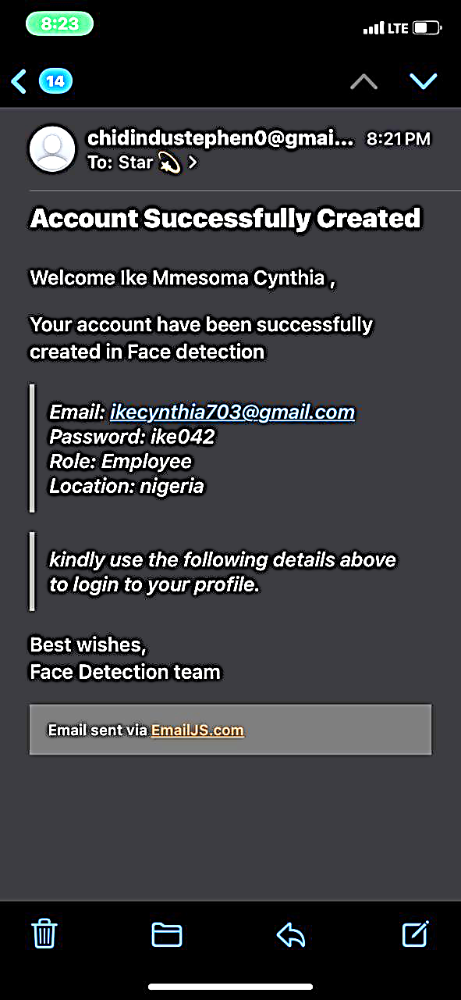 8:23
LTE
14
chidindustephen0@gmai... 8:21PM
To: Star 💫 >
Account Successfully Created
Welcome Ike Mmesoma Cynthia ,
Your account have been successfully
created in Face detection
Email: ikecynthia703@gmail.com
Password: ike042
Role: Employee
Location: nigeria
kindly use the following details above
to login to your profile.
Best wishes,
Face Detection team
Email sent via EmailJS.com